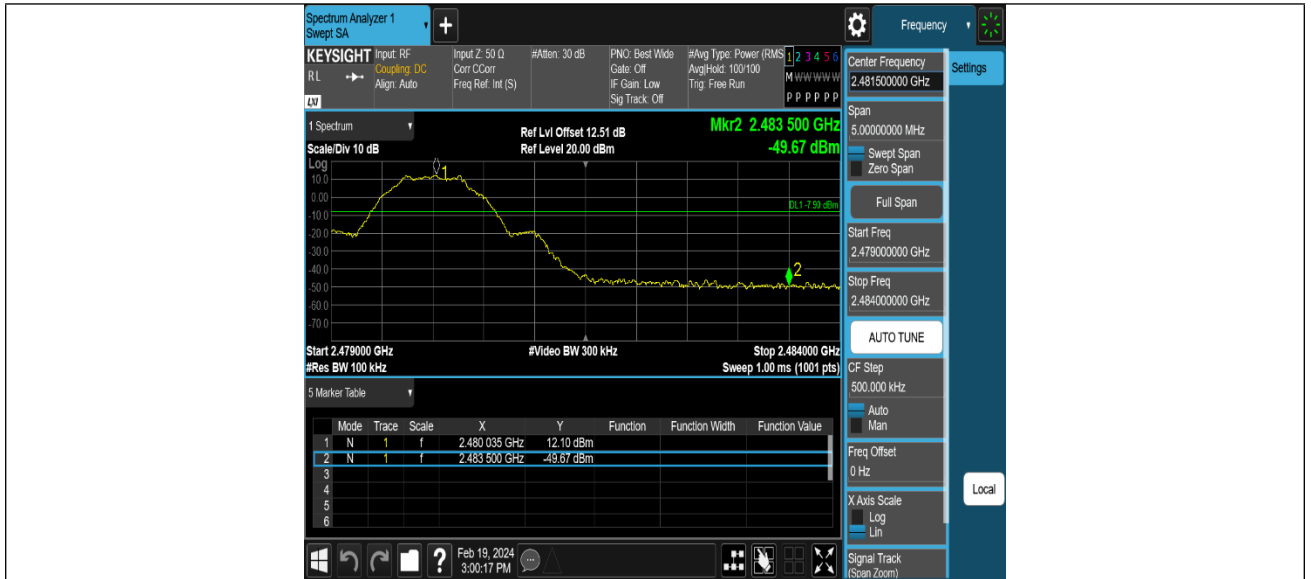 Spectrum Analyzer 1
Swept SA
+
Frequency
KEYSIGHT
RL
LXI
Input: RF
Coupling: DC
Align: Auto
Input Z: 50 Ω
Corr CCorr
Freq Ref: Int (S)
#Atten: 30 dB
PNO: Best Wide
Gate: Off
IF Gain: Low
Sig Track: Off
#Avg Type: Power (RMS
Avg|Hold: 100/100
Trig: Free Run
1 2 3 4 5 6
M W W W W W
P P P P P P
1 Spectrum
Scale/Div 10 dB
Ref Lvl Offset 12.51 dB
Ref Level 20.00 dBm
Mkr2 2.483 500 GHz
-49.67 dBm
Log
10.0
0.00
-10.0
-20.0
-30.0
-40.0
-50.0
-60.0
-70.0
1
DL1 -7.90 dBm
2
Start 2.479000 GHz
#Res BW 100 kHz
#Video BW 300 kHz
Stop 2.484000 GHz
Sweep 1.00 ms (1001 pts)
5 Marker Table
Mode Trace Scale X Y Function Function Width Function Value
1 N 1 f 2.480 035 GHz 12.10 dBm
2 N 1 f 2.483 500 GHz -49.67 dBm
3
4
5
6
?
Feb 19, 2024
3:00:17 PM
Center Frequency
2.481500000 GHz
Settings
Span
5.00000000 MHz
Swept Span
Zero Span
Full Span
Start Freq
2.479000000 GHz
Stop Freq
2.484000000 GHz
AUTO TUNE
CF Step
500.000 kHz
Auto
Man
Freq Offset
0 Hz
X Axis Scale
Log
Lin
Local
Signal Track
(Span Zoom)